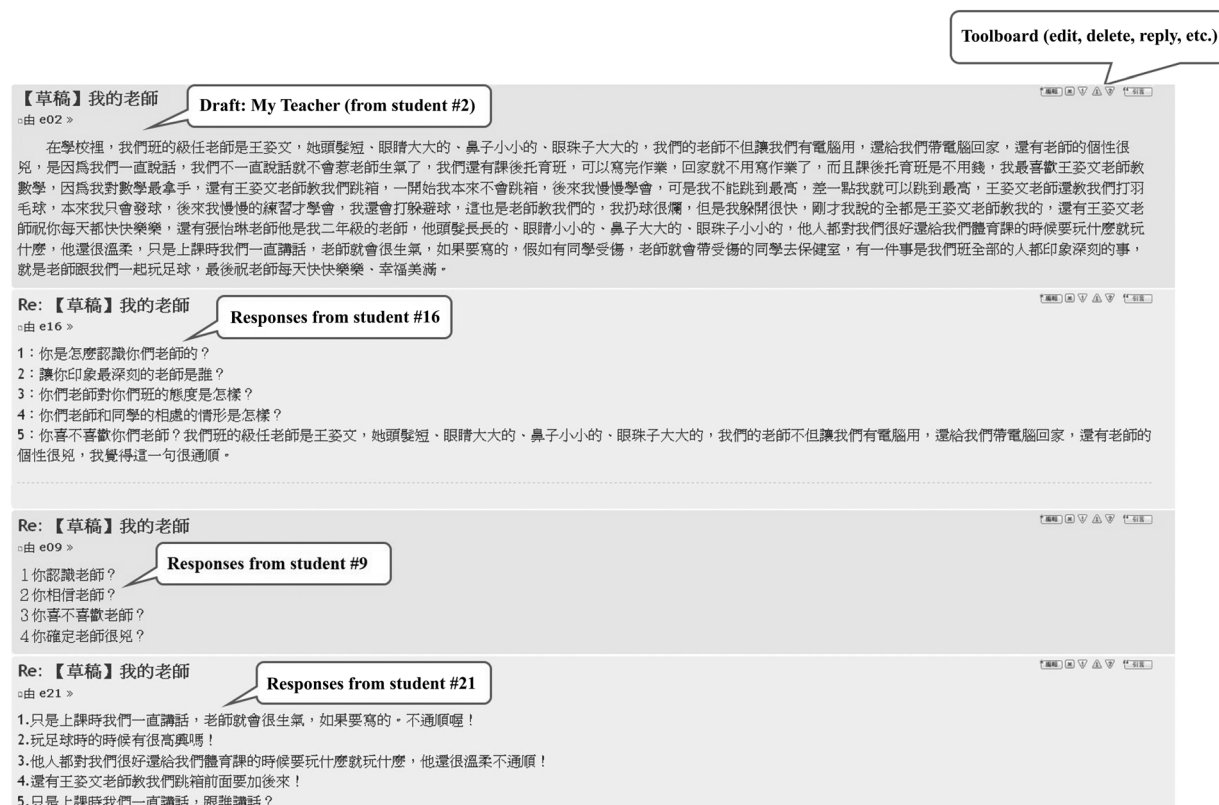 Toolboard (edit, delete, reply, etc.)
【草稿】我的老師
Draft: My Teacher (from student #2)
由 e02 »
在學校裡，我們班的級任老師是王姿文，她頭髮短、眼睛大大的、鼻子小小的、眼珠子大大的，我們的老師不但讓我們有電腦用，還給我們帶電腦回家，還有老師的個性很
兇，是因為我們一直說話，我們不一直說話就不會惹老師生氣了，我們還有課後托育班，可以寫完作業，回家就不用寫作業了，而且課後托育班是不用錢，我最喜歡王姿文老師教
數學，因為我對數學最拿手，還有王姿文老師教我們跳箱，一開始我本來不會跳箱，後來我慢慢學會，可是我不能跳到最高，差一點我就可以跳到最高，王姿文老師還教我們打羽
毛球，本來我只會發球，後來我慢慢的練習才學會，我還會打躲避球，這也是老師教我們的，我扔球很爛，但是我躲開很快，剛才我說的全都是王姿文老師教我的，還有王姿文老
師祝你每天都快快樂樂，還有張怡琳老師他是我二年級的老師，他頭髮長長的、眼睛小小的、鼻子大大的、眼珠子小小的，他人都對我們很好還給我們體育課的時候要玩什麼就玩
什麼，他還很溫柔，只是上課時我們一直講話，老師就會很生氣，如果要寫的，假如有同學受傷，老師就會帶受傷的同學去保健室，有一件事是我們班全部的人都印象深刻的事，
就是老師跟我們一起玩足球，最後祝老師每天快快樂樂、幸福美滿。
Re: 【草稿】我的老師
Responses from student #16
由 e16 »
1：你是怎麼認識你們老師的？
2：讓你印象最深刻的老師是誰？
3：你們老師對你們班的態度是怎樣？
4：你們老師和同學的相處的情形是怎樣？
5：你喜不喜歡你們老師？我們班的級任老師是王姿文，她頭髮短、眼睛大大的、鼻子小小的、眼珠子大大的，我們的老師不但讓我們有電腦用，還給我們帶電腦回家，還有老師的
個性很兇，我覺得這一句很通順。
Re: 【草稿】我的老師
由 e09 »
Responses from student #9
1你認識老師？
2你相信老師？
3你喜不喜歡老師？
4你確定老師很兇？
Re: 【草稿】我的老師
Responses from student #21
由 e21 »
1.只是上課時我們一直講話，老師就會很生氣，如果要寫的。不通順喔！
2.玩足球時的時候有很高興嗎！
3.他人都對我們很好還給我們體育課的時候要玩什麼就玩什麼，他還很溫柔不通順！
4.還有王姿文老師教我們跳箱前面要加後來！
5.只是上課時我們一直講話，跟誰講話？